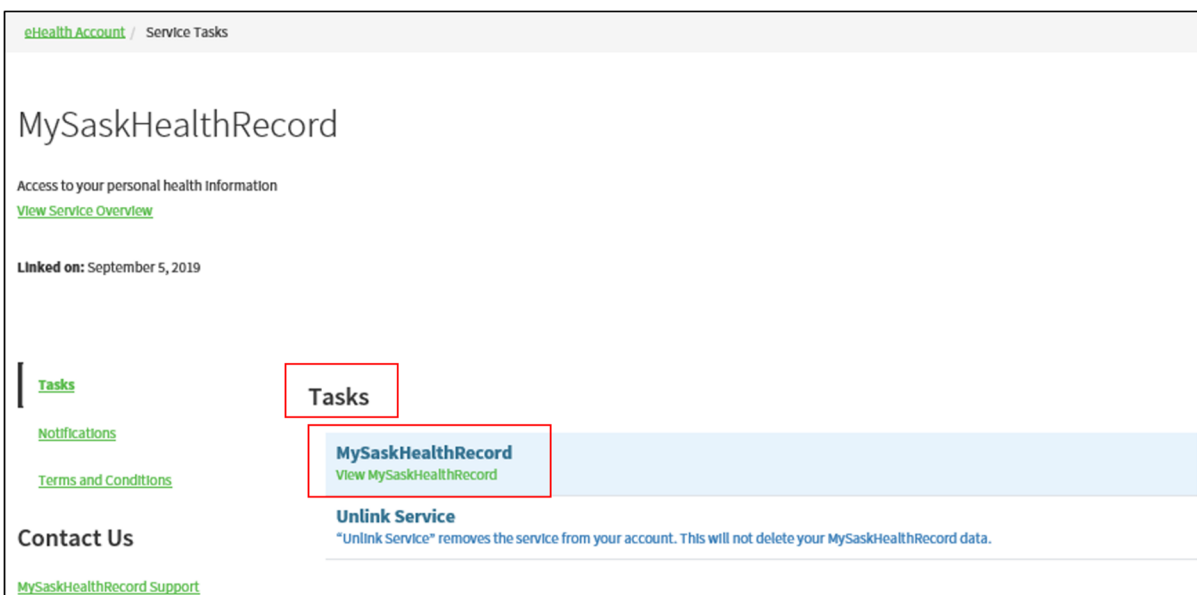 eHealth Account / Service Tasks
MySaskHealthRecord
Access to your personal health information
View Service Overview
Linked on: September 5, 2019
Tasks
Notifications
Terms and Conditions
Contact Us
MySaskHealthRecord Support
Tasks
MySaskHealthRecord
View MySaskHealthRecord
Unlink Service
“Unlink Service” removes the service from your account. This will not delete your MySaskHealthRecord data.